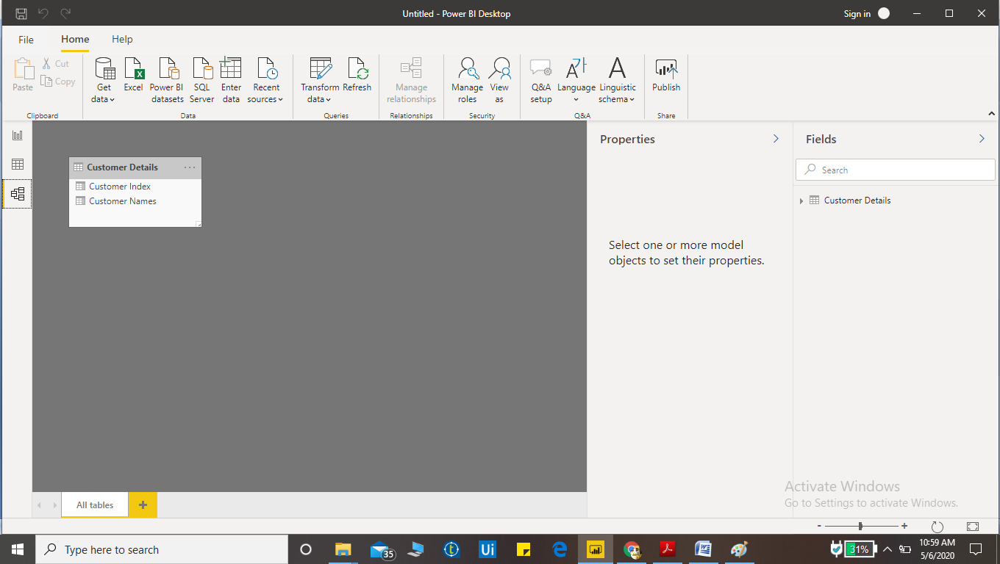 Untitled - Power BI Desktop
Sign in
File
Home
Help
Paste
Cut
Copy
Clipboard
Get
data
Excel
Power BI
datasets
SQL
Server
Enter
data
Recent
sources
Data
Transform
data
Refresh
Queries
Manage
relationships
Relationships
Manage
roles
View
as
Security
Q&A
setup
Language
Linguistic
schema
Q&A
Publish
Share
Customer Details
Customer Index
Customer Names
Properties
Select one or more model
objects to set their properties.
Fields
Search
Customer Details
Activate Windows
Go to Settings to activate Windows.
All tables
Type here to search
35
Ui
31%
10:59 AM
5/6/2020